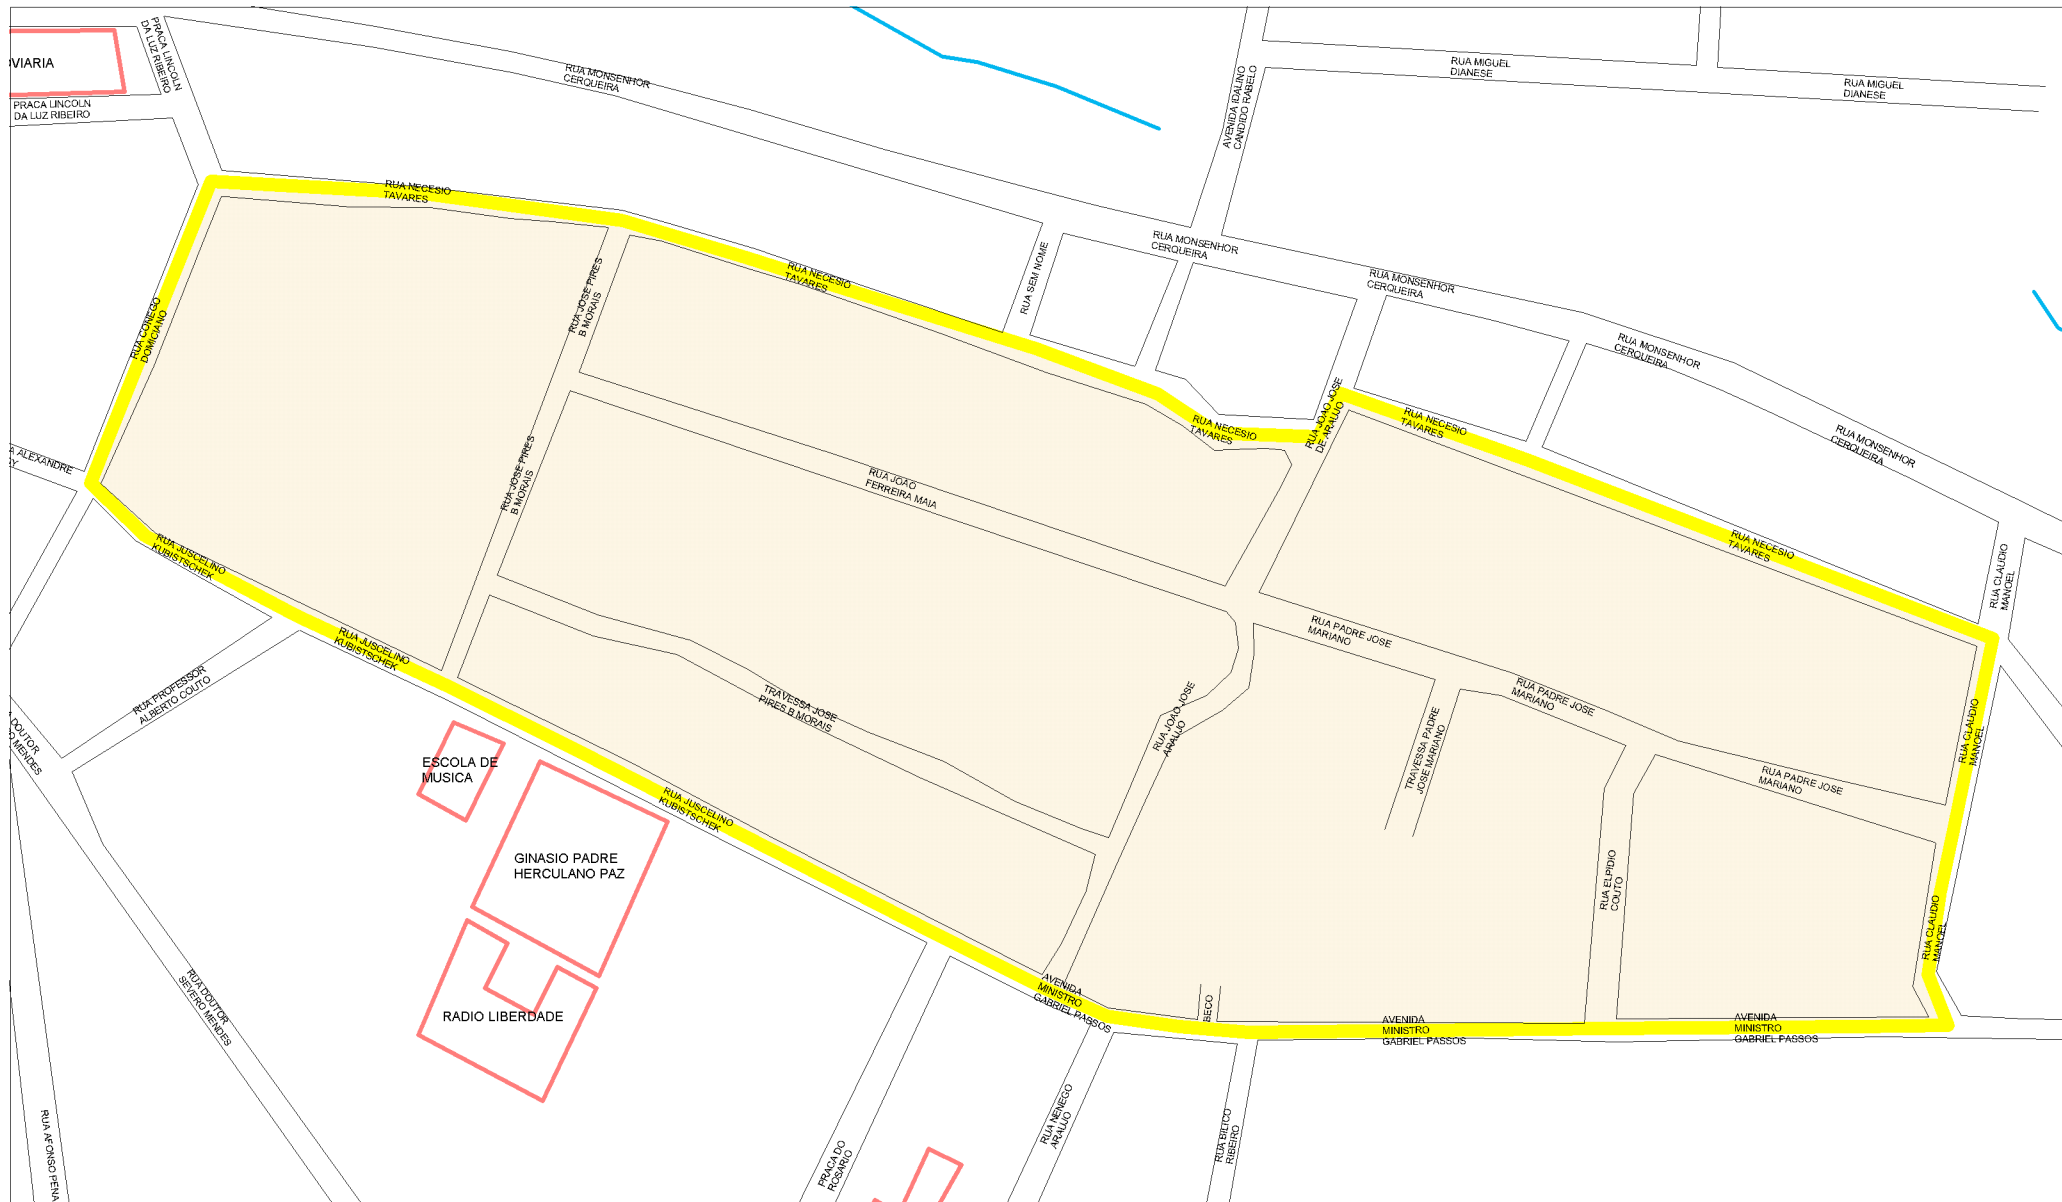 PRACA LINCOLN
DA LUZ RIBEIRO
PRACA LINCOLN
DA LUZ RIBEIRO
RUA MONSENHOR
CERQUEIRA
AVENIDA IDALINO
CANDIDO RABELO
RUA MIGUEL
DIANESE
RUA MIGUEL
DIANESE
RUA NECESIO
TAVARES
RUA CONEGO
DOMICIANO
RUA JOSE PIRES
B MORAIS
RUA NECESIO
TAVARES
RUA SEM NOME
RUA MONSENHOR
CERQUEIRA
RUA MONSENHOR
CERQUEIRA
RUA MONSENHOR
CERQUEIRA
RUA MONSENHOR
CERQUEIRA
RUA NECESIO
TAVARES
RUA JOAO JOSE
DE ARAUJO
RUA NECESIO
TAVARES
RUA NECESIO
TAVARES
RUA CLAUDIO
MANOEL
ALEXANDRE
RUA JOSE PIRES
B MORAIS
RUA JOAO
FERREIRA MAIA
RUA JUSCELINO
KUBISTSCHEK
RUA JUSCELINO
KUBISTSCHEK
RUA PROFESSOR
ALBERTO COUTO
DOUTOR
MENDES
TRAVESSA JOSE
PIRES B MORAIS
RUA JOAO JOSE
ARAUJO
RUA PADRE JOSE
MARIANO
RUA PADRE JOSE
MARIANO
TRAVESSA PADRE
JOSE MARIANO
RUA PADRE JOSE
MARIANO
RUA CLAUDIO
MANOEL
ESCOLA DE
MUSICA
GINASIO PADRE
HERCULANO PAZ
RADIO LIBERDADE
RUA JUSCELINO
KUBISTSCHEK
RUA ELPIDIO
COUTO
RUA CLAUDIO
MANOEL
RUA DOUTOR
SEVERO MENDES
AVENIDA
MINISTRO
GABRIEL PASSOS
BECO
AVENIDA
MINISTRO
GABRIEL PASSOS
AVENIDA
MINISTRO
GABRIEL PASSOS
RUA AFONSO PENA
PRACA DO
ROSARIO
RUA NENEGO
ARAUJO
RUA BILICO
RIBEIRO